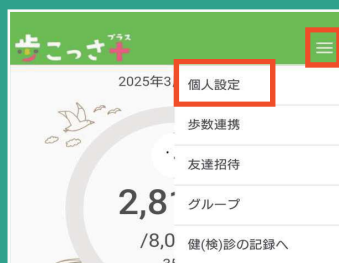 歩こっさ プラス
2025年3
個人設定
歩数連携
友達招待
2,81
グループ
/8,0
健(検)診の記録へ